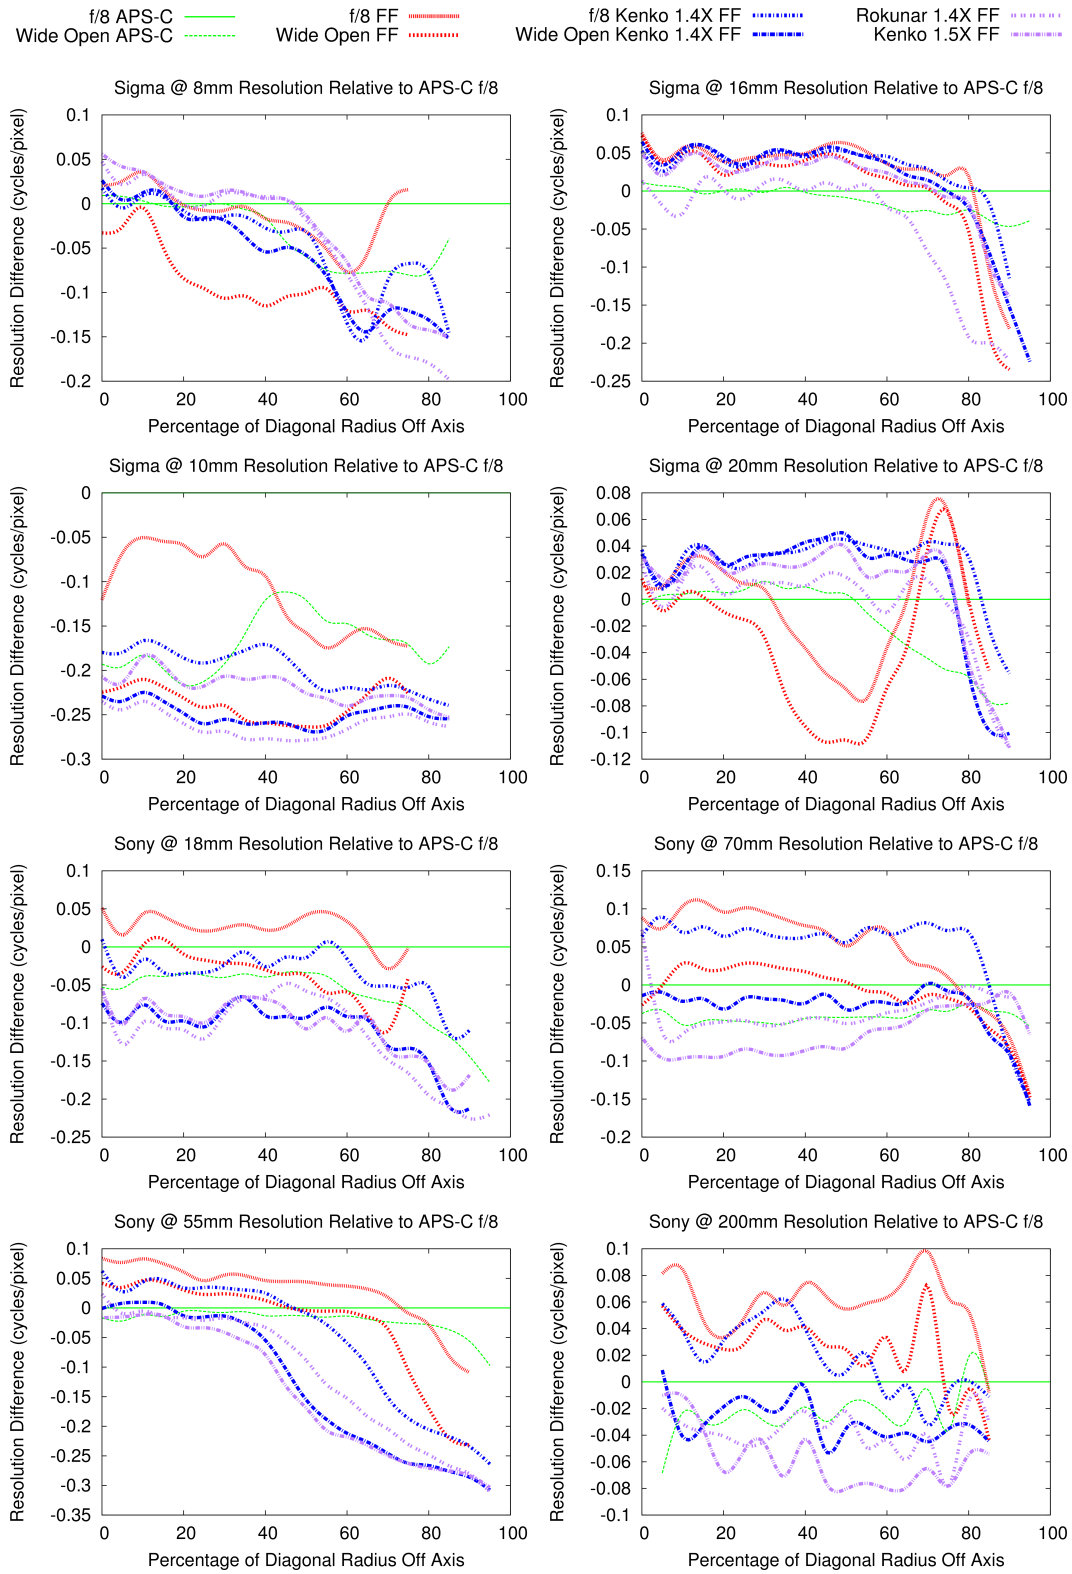 f/8 APS-C
Wide Open APS-C
f/8 FF
Wide Open FF
f/8 Kenko 1.4X FF
Wide Open Kenko 1.4X FF
Rokunar 1.4X FF
Kenko 1.5X FF
Sigma @ 8mm Resolution Relative to APS-C f/8
Resolution Difference (cycles/pixel)
0.1
0.05
0
-0.05
-0.1
-0.15
-0.2
0 20 40 60 80 100
Percentage of Diagonal Radius Off Axis
Sigma @ 16mm Resolution Relative to APS-C f/8
Resolution Difference (cycles/pixel)
0.1
0.05
0
-0.05
-0.1
-0.15
-0.2
-0.25
0 20 40 60 80 100
Percentage of Diagonal Radius Off Axis
Sigma @ 10mm Resolution Relative to APS-C f/8
Resolution Difference (cycles/pixel)
0
-0.05
-0.1
-0.15
-0.2
-0.25
-0.3
0 20 40 60 80 100
Percentage of Diagonal Radius Off Axis
Sigma @ 20mm Resolution Relative to APS-C f/8
Resolution Difference (cycles/pixel)
0.08
0.06
0.04
0.02
0
-0.02
-0.04
-0.06
-0.08
-0.1
-0.12
0 20 40 60 80 100
Percentage of Diagonal Radius Off Axis
Sony @ 18mm Resolution Relative to APS-C f/8
Resolution Difference (cycles/pixel)
0.1
0.05
0
-0.05
-0.1
-0.15
-0.2
-0.25
0 20 40 60 80 100
Percentage of Diagonal Radius Off Axis
Sony @ 70mm Resolution Relative to APS-C f/8
Resolution Difference (cycles/pixel)
0.15
0.1
0.05
0
-0.05
-0.1
-0.15
-0.2
0 20 40 60 80 100
Percentage of Diagonal Radius Off Axis
Sony @ 55mm Resolution Relative to APS-C f/8
Resolution Difference (cycles/pixel)
0.1
0.05
0
-0.05
-0.1
-0.15
-0.2
-0.25
-0.3
-0.35
0 20 40 60 80 100
Percentage of Diagonal Radius Off Axis
Sony @ 200mm Resolution Relative to APS-C f/8
Resolution Difference (cycles/pixel)
0.1
0.08
0.06
0.04
0.02
0
-0.02
-0.04
-0.06
-0.08
-0.1
0 20 40 60 80 100
Percentage of Diagonal Radius Off Axis